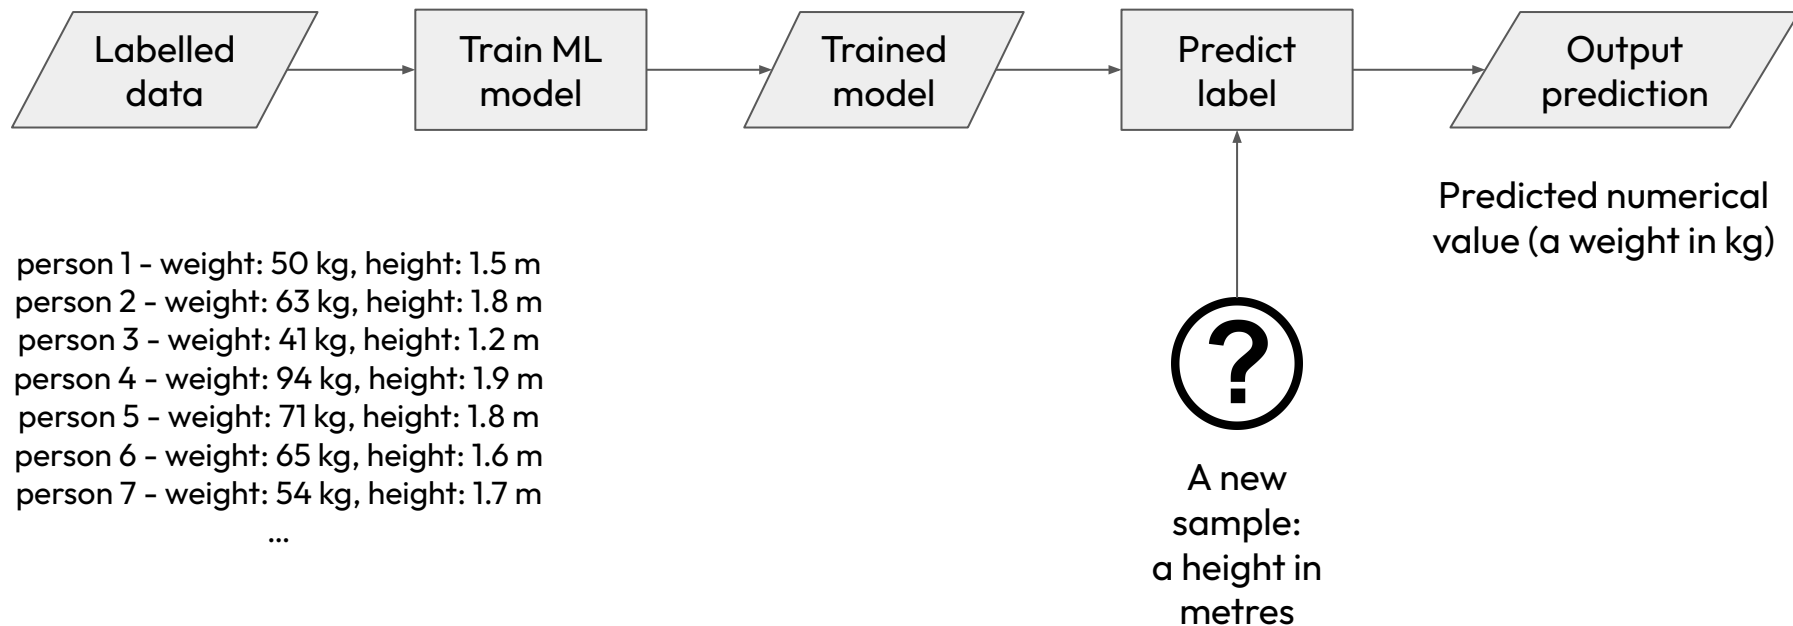 Labelled
data
Train ML
model
Trained
model
Predict
label
Output
prediction
Predicted numerical
value (a weight in kg)
person 1 - weight: 50 kg, height: 1.5 m
person 2 - weight: 63 kg, height: 1.8 m
person 3 - weight: 41 kg, height: 1.2 m
person 4 - weight: 94 kg, height: 1.9 m
person 5 - weight: 71 kg, height: 1.8 m
person 6 - weight: 65 kg, height: 1.6 m
person 7 - weight: 54 kg, height: 1.7 m
...
?
A new
sample:
a height in
metres